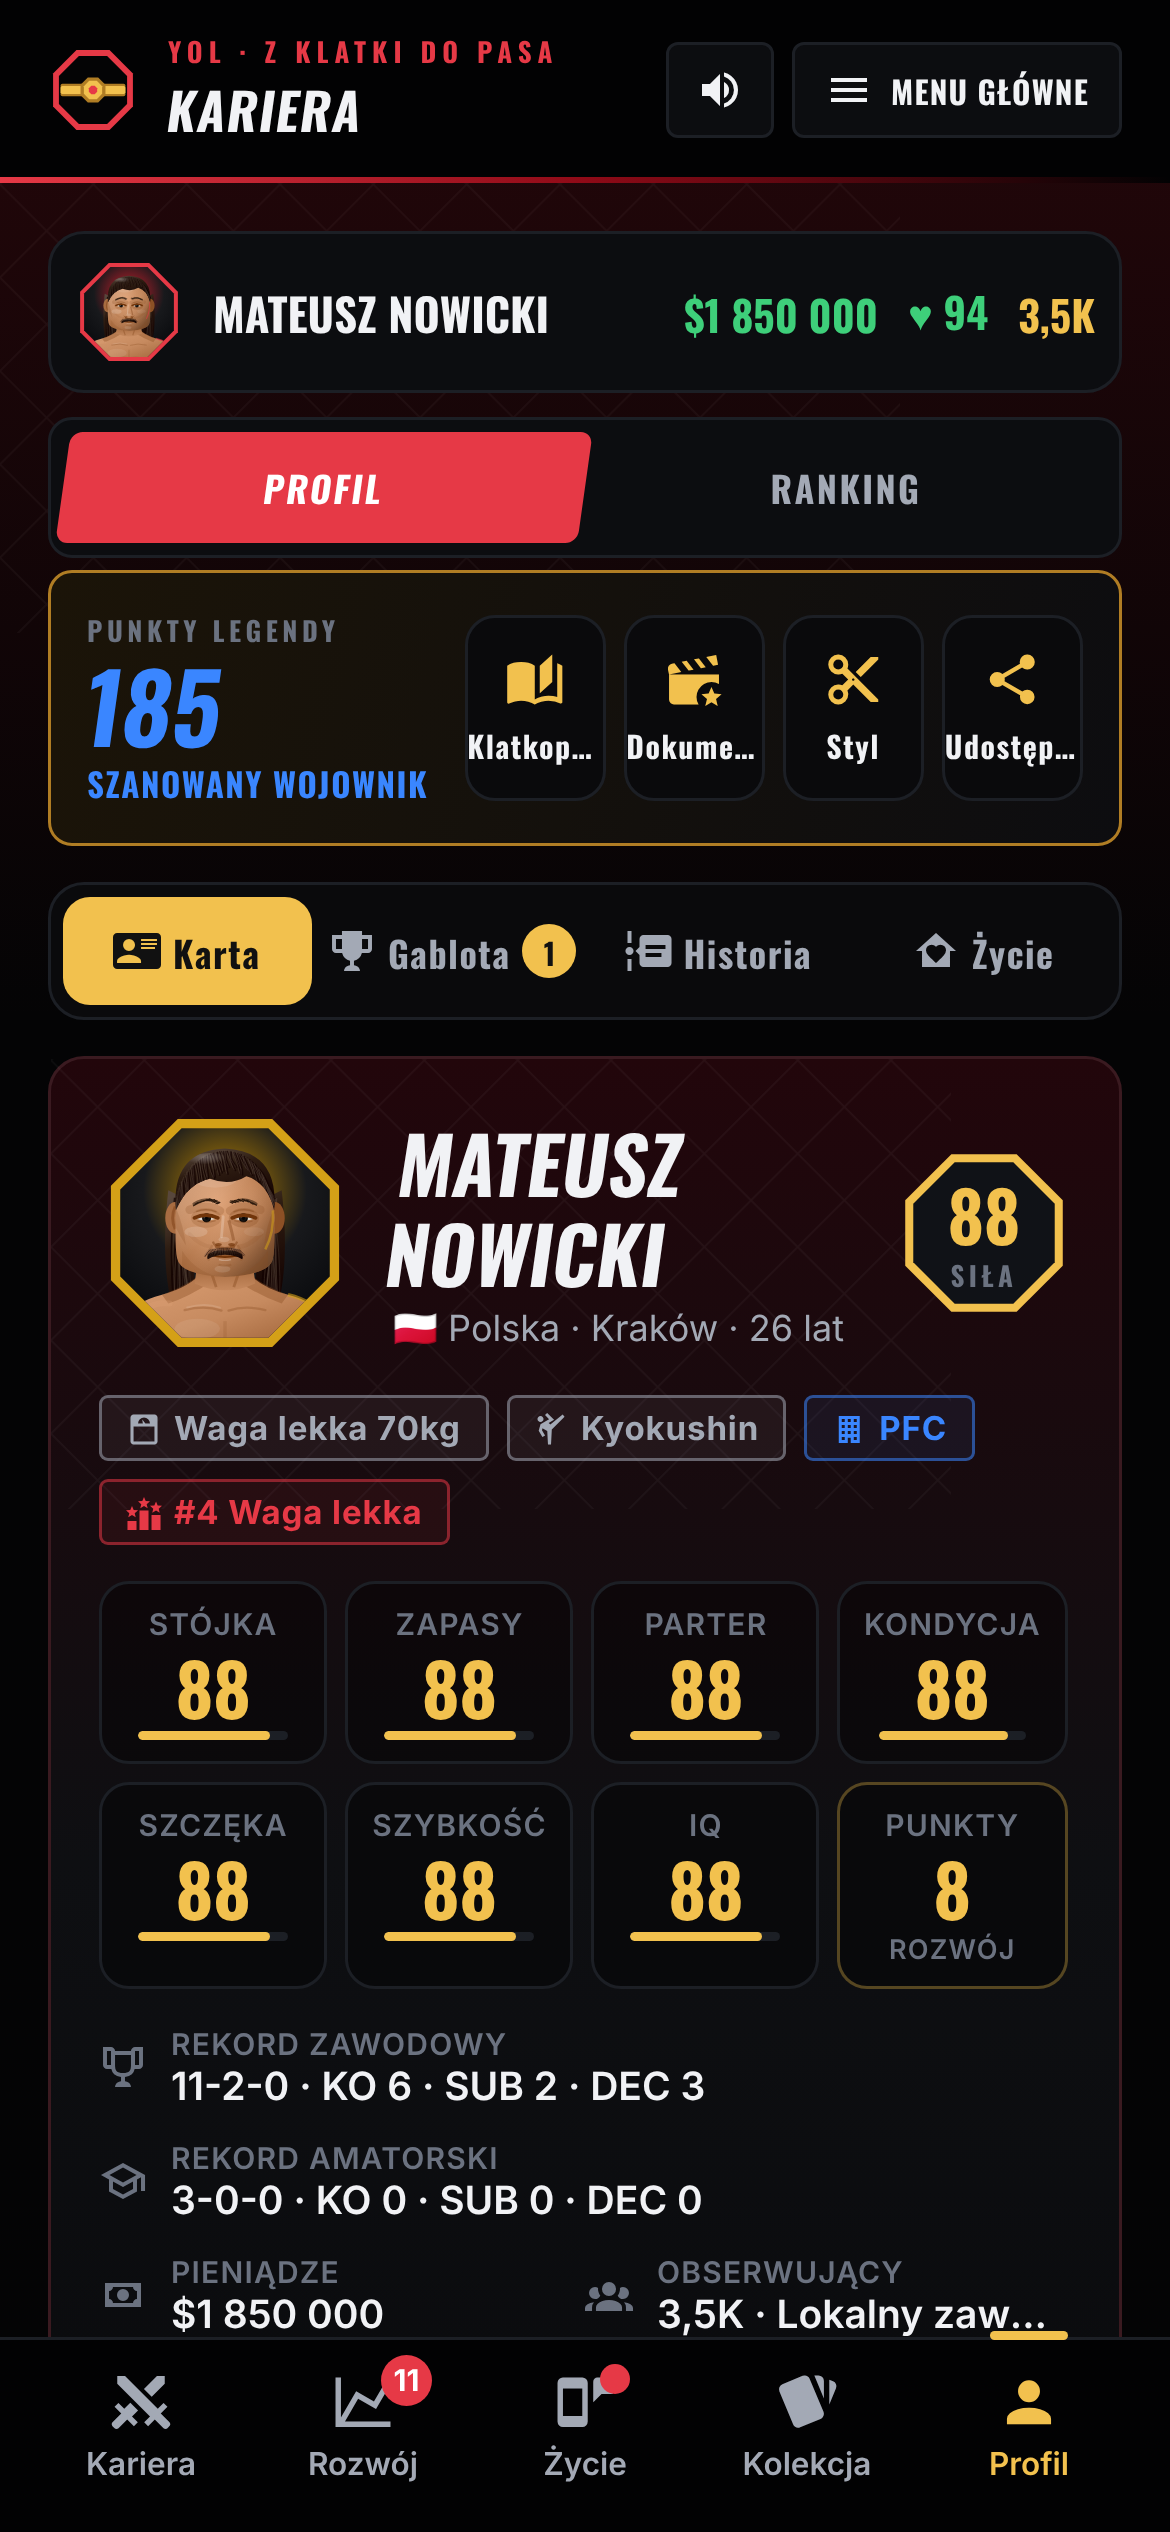 YOL · Z KLATKI DO PASA
KARIERA
MENU GŁÓWNE
MATEUSZ NOWICKI $1 850 000 ♥ 94 3,5K
PROFIL RANKING
PUNKTY LEGENDY
185
SZANOWANY WOJOWNIK
Klatkop... Dokume... Styl Udostęp...
Karta Gablota 1 Historia Życie
MATEUSZ
NOWICKI
Polska · Kraków · 26 lat
88
SIŁA
Waga lekka 70kg Kyokushin PFC
#4 Waga lekka
STÓJKA ZAPASY PARTER KONDYCJA
88 88 88 88
SZCZĘKA SZYBKOŚĆ IQ PUNKTY
88 88 88 8
ROZWÓJ
REKORD ZAWODOWY
11-2-0 · KO 6 · SUB 2 · DEC 3
REKORD AMATORSKI
3-0-0 · KO 0 · SUB 0 · DEC 0
PIENIĄDZE OBSERWUJĄCY
$1 850 000 3,5K · Lokalny zaw...
11
Kariera Rozwój Życie Kolekcja Profil